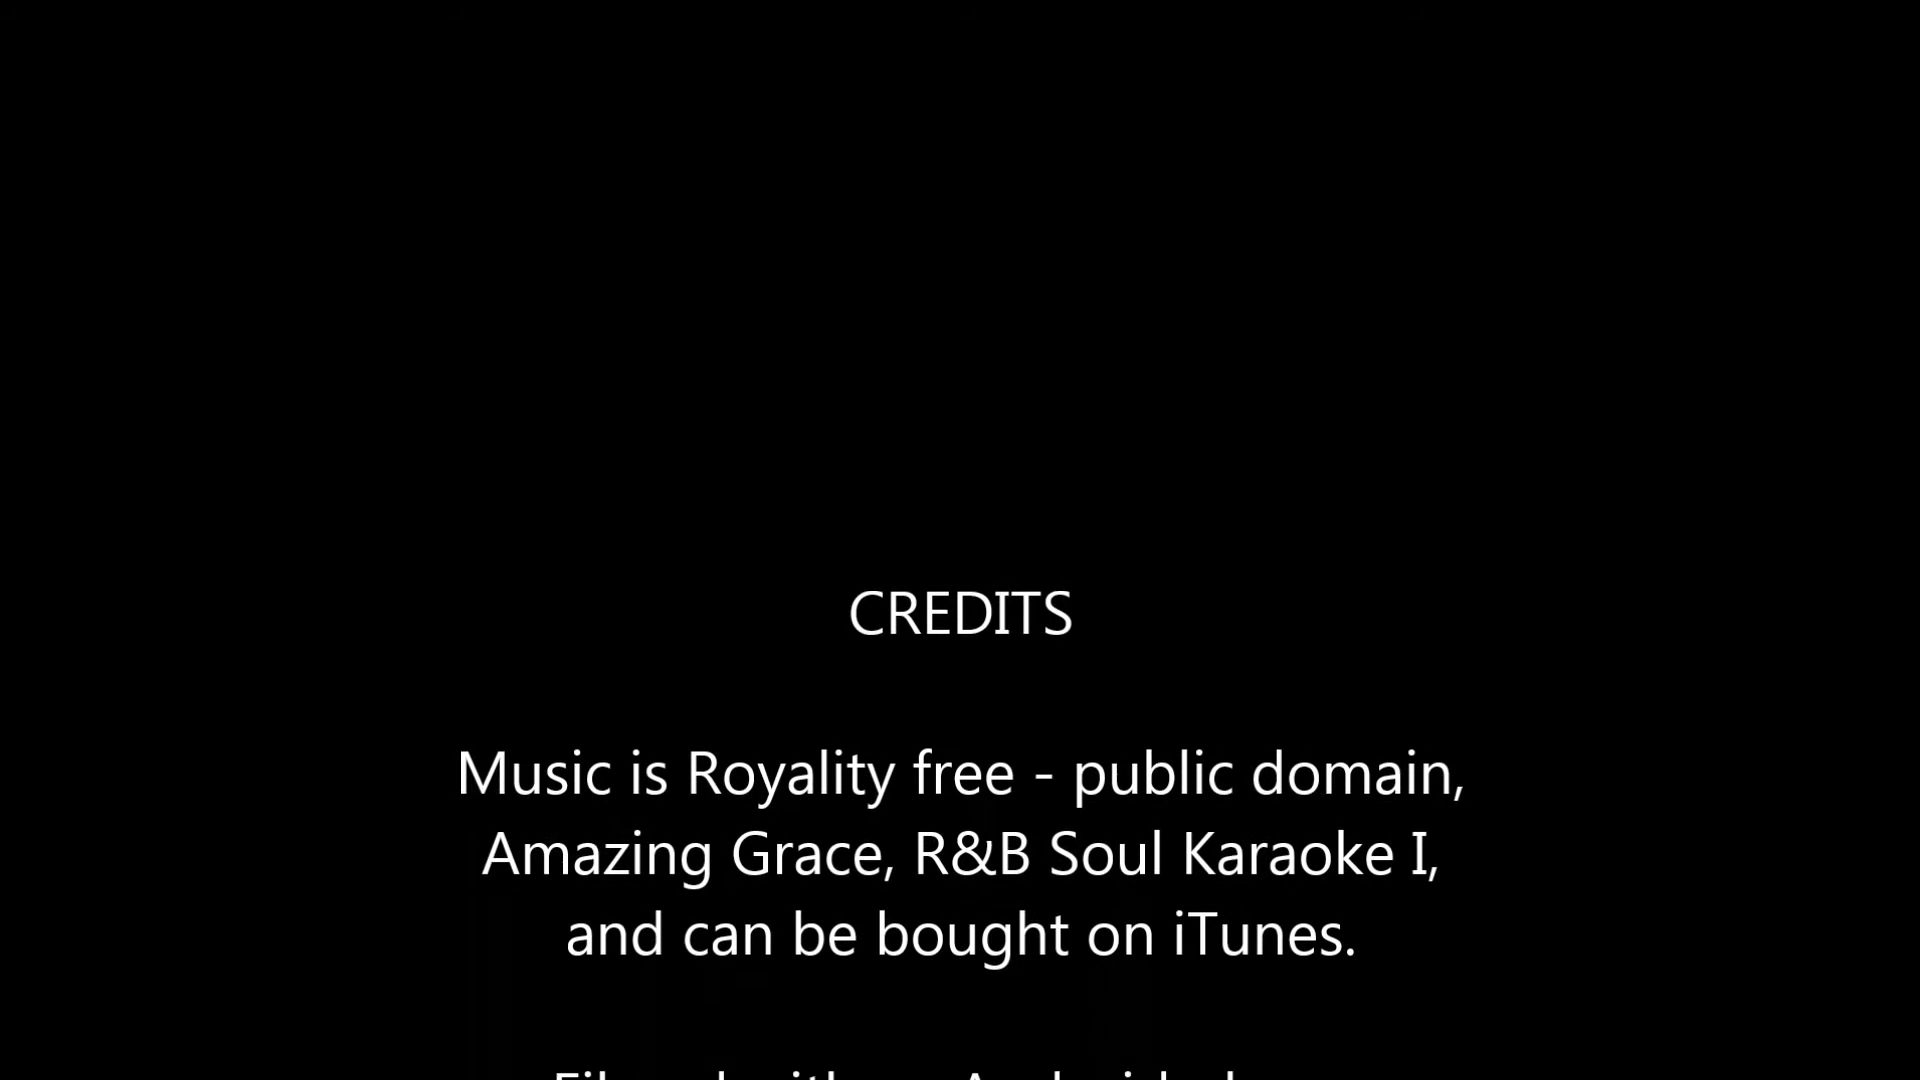 CREDITS
Music is Royality free - public domain,
Amazing Grace, R&B Soul Karaoke I,
and can be bought on iTunes.